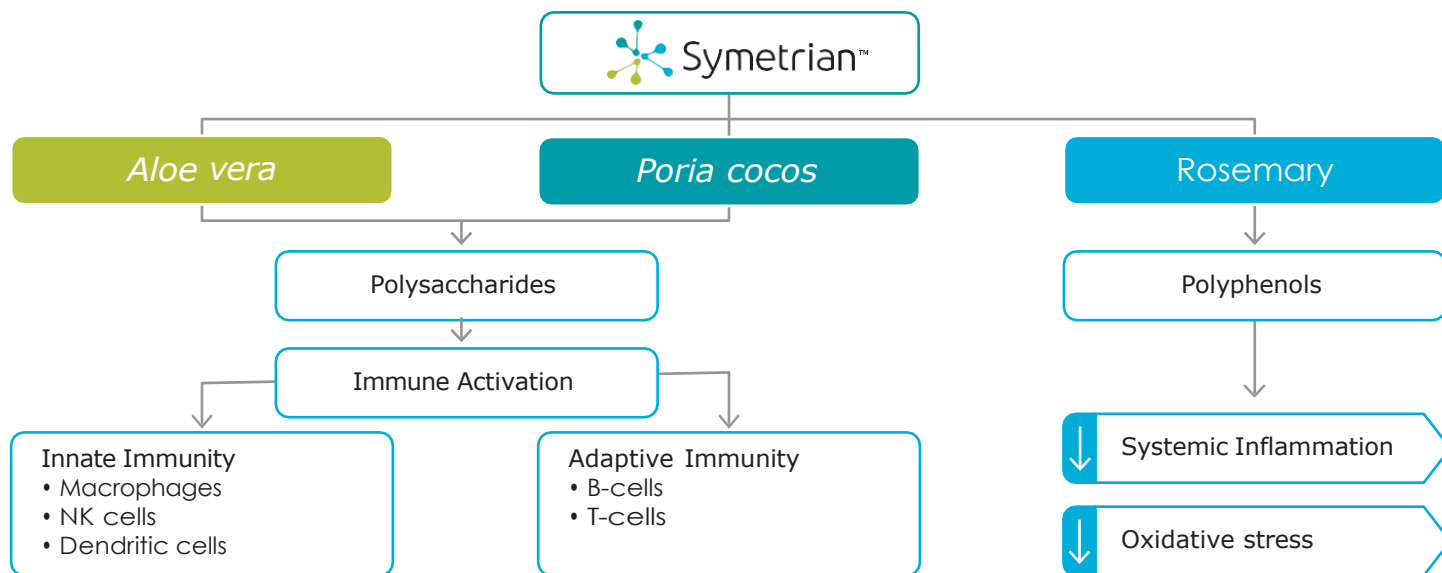 Symetrian™
Aloe vera
Poria cocos
Rosemary
Polysaccharides
Polyphenols
Immune Activation
Innate Immunity
• Macrophages
• NK cells
• Dendritic cells
Adaptive Immunity
• B-cells
• T-cells
Systemic Inflammation
Oxidative stress